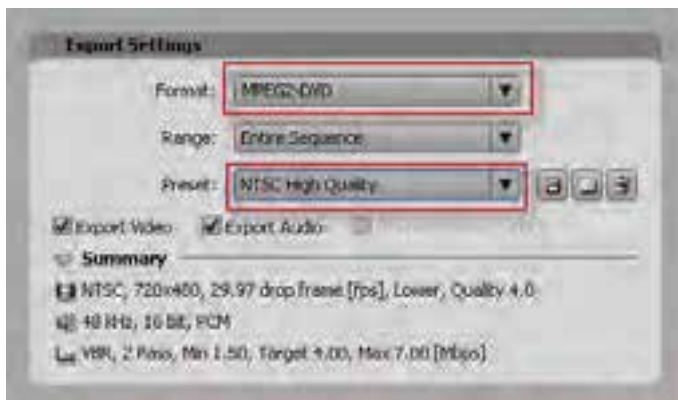 Export Settings
Format: MPEG2-DVD
Range: Entire Sequence
Preset: NTSC High Quality
Export Video Export Audio
Summary
NTSC, 720x480, 29.97 drop frame [fps], Lower, Quality 4.0
48 kHz, 16 bit, PCM
VBR, 2 Pass, Min 1.50, Target 4.00, Max 7.00 [Mbps]